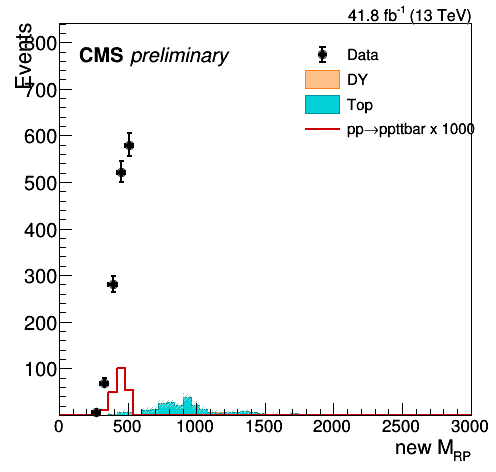 41.8 fb⁻¹ (13 TeV)
Events
CMS preliminary
Data
DY
Top
pp→ppttbar x 1000
800
700
600
500
400
300
200
100
0 500 1000 1500 2000 2500 3000
new M_RP